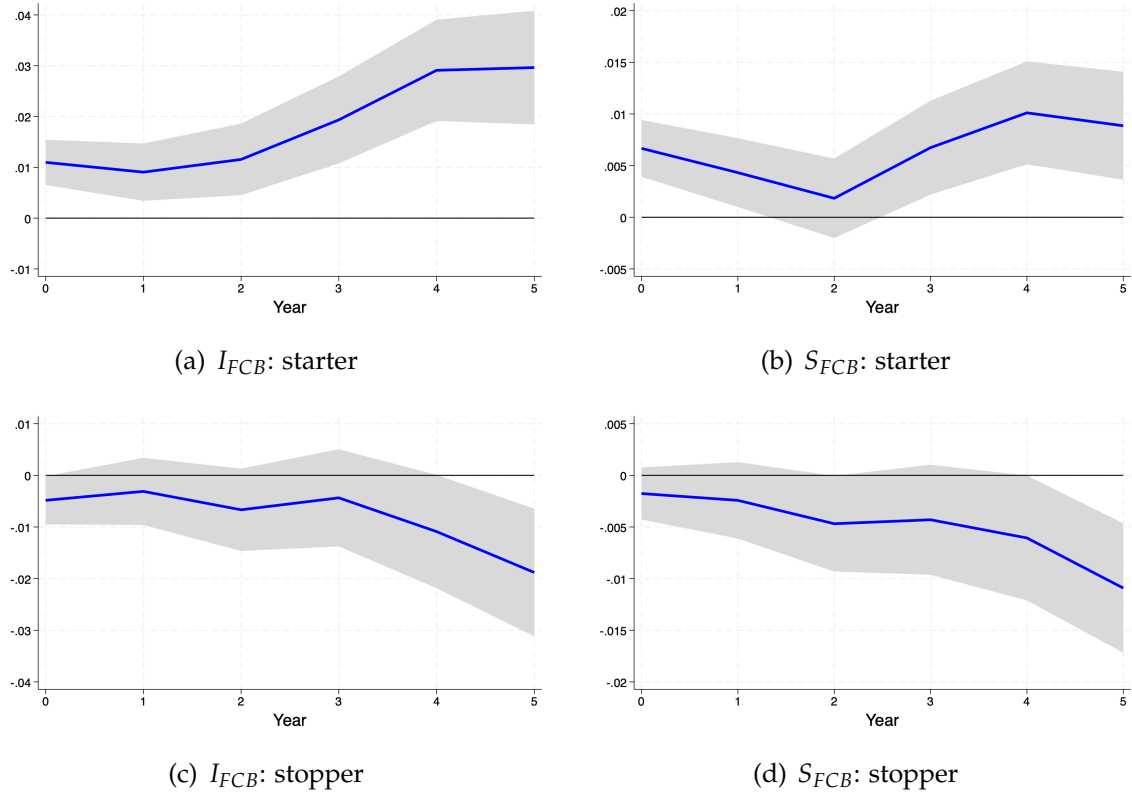 .04
.03
.02
.01
0
-.01
0 1 2 3 4 5
Year
(a) I_FCB: starter
.02
.015
.01
.005
0
-.005
0 1 2 3 4 5
Year
(b) S_FCB: starter
.01
0
-.01
-.02
-.03
-.04
0 1 2 3 4 5
Year
(c) I_FCB: stopper
.005
0
-.005
-.01
-.015
-.02
0 1 2 3 4 5
Year
(d) S_FCB: stopper